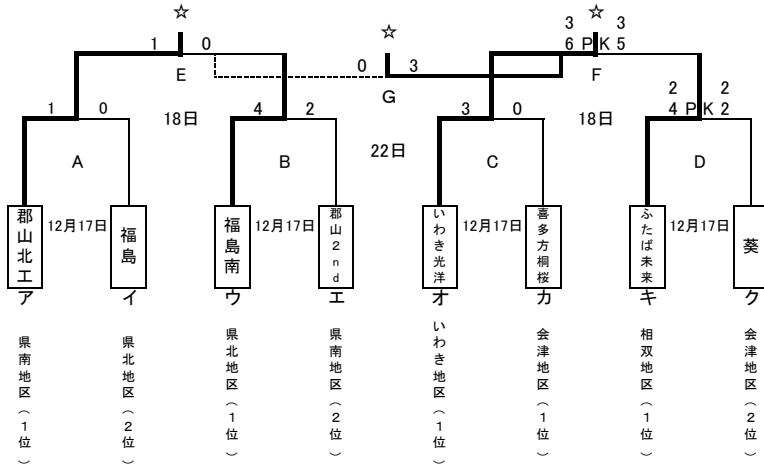 ☆ ☆ ☆
3 3
1 0 6 PK 5
E 0 3 F
G
2 2
1 0 4 2 3 0 4 PK 2
18日 18日
22日
A B C D
12月17日 12月17日 12月17日 12月17日
郡山北工
福島
福島南
郡山2nd
いわき光洋
喜多方桐桜
ふたば未来
葵
ア イ ウ エ オ カ キ ク
県南地区(1位)
県北地区(2位)
県北地区(1位)
県南地区(2位)
いわき地区(1位)
会津地区(1位)
相双地区(1位)
会津地区(2位)